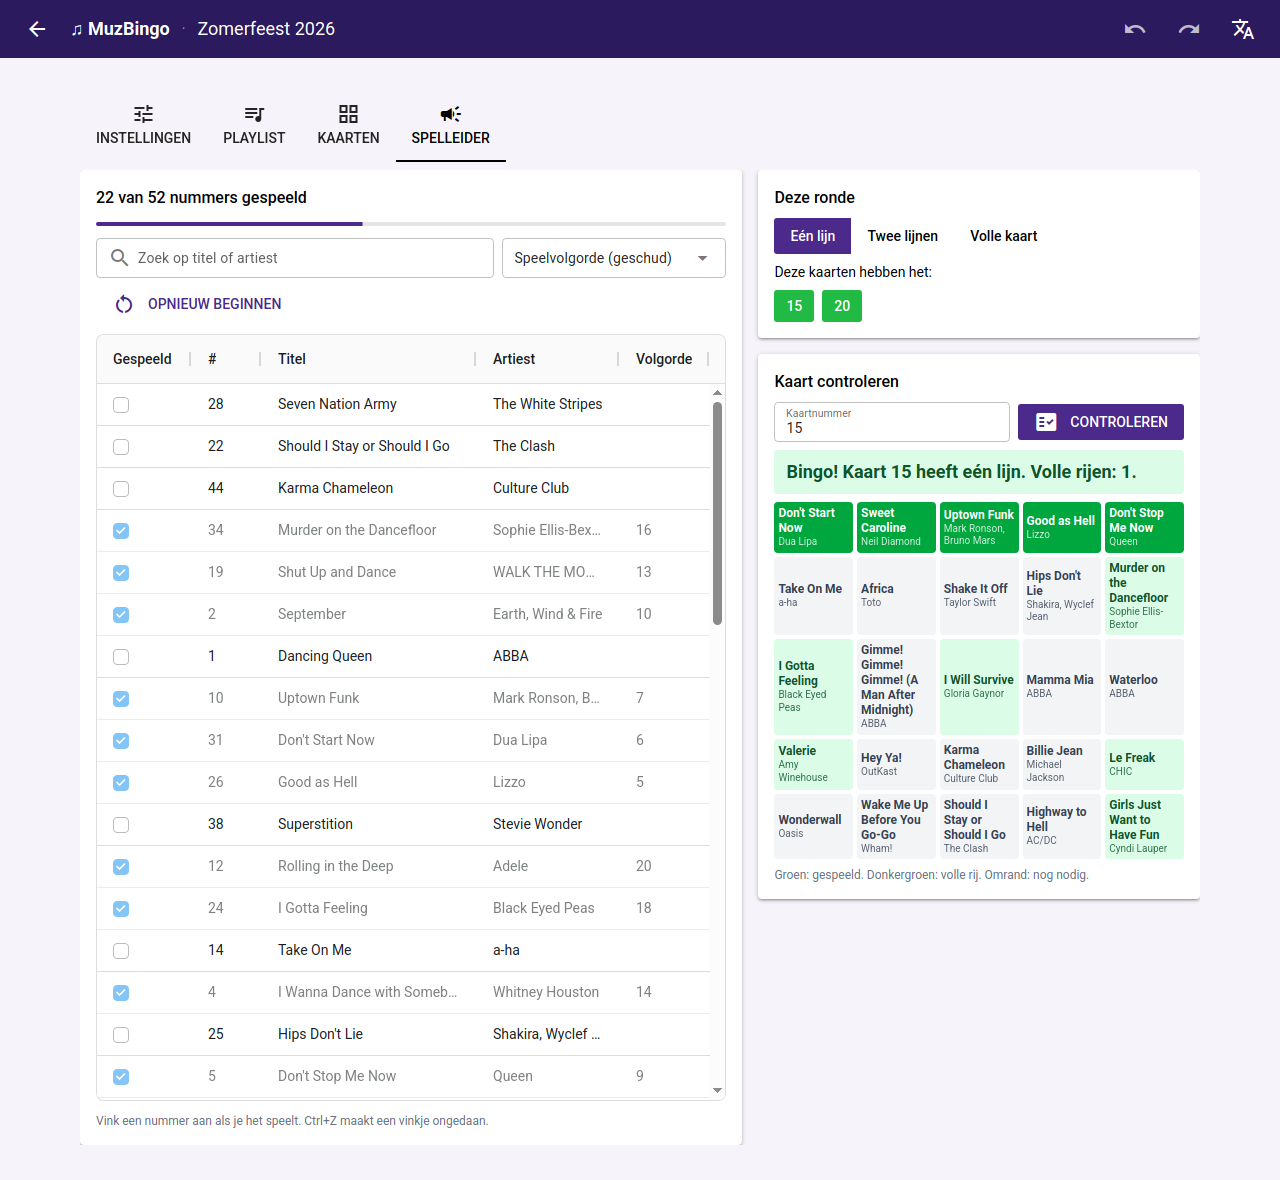 ♫ MuzBingo · Zomerfeest 2026
INSTELLINGEN PLAYLIST KAARTEN SPELLEIDER
22 van 52 nummers gespeeld
Zoek op titel of artiest
Speelvolgorde (geschud)
OPNIEUW BEGINNEN
Gespeeld # Titel Artiest Volgorde
28 Seven Nation Army The White Stripes
22 Should I Stay or Should I Go The Clash
44 Karma Chameleon Culture Club
34 Murder on the Dancefloor Sophie Ellis-Bex... 16
19 Shut Up and Dance WALK THE MO... 13
2 September Earth, Wind & Fire 10
1 Dancing Queen ABBA
10 Uptown Funk Mark Ronson, B... 7
31 Don't Start Now Dua Lipa 6
26 Good as Hell Lizzo 5
38 Superstition Stevie Wonder
12 Rolling in the Deep Adele 20
24 I Gotta Feeling Black Eyed Peas 18
14 Take On Me a-ha
4 I Wanna Dance with Someb... Whitney Houston 14
25 Hips Don't Lie Shakira, Wyclef ...
5 Don't Stop Me Now Queen 9
Vink een nummer aan als je het speelt. Ctrl+Z maakt een vinkje ongedaan.
Deze ronde
Eén lijn Twee lijnen Volle kaart
Deze kaarten hebben het:
15 20
Kaart controleren
Kaartnummer
15
CONTROLEREN
Bingo! Kaart 15 heeft eén lijn. Volle rijen: 1.
Don't Start
Now
Dua Lipa
Sweet
Caroline
Neil Diamond
Uptown Funk
Mark Ronson,
Bruno Mars
Good as Hell
Lizzo
Don't Stop
Me Now
Queen
Take On Me
a-ha
Africa
Toto
Shake It Off
Taylor Swift
Hips Don't
Lie
Shakira, Wyclef
Jean
Murder on
the
Dancefloor
Sophie Ellis-
Bextor
I Gotta
Feeling
Black Eyed
Peas
Gimme!
Gimme!
Gimme! (A
Man After
Midnight)
ABBA
I Will Survive
Gloria Gaynor
Mamma Mia
ABBA
Waterloo
ABBA
Valerie
Amy
Winehouse
Hey Ya!
OutKast
Karma
Chameleon
Culture Club
Billie Jean
Michael
Jackson
Le Freak
CHIC
Wonderwall
Oasis
Wake Me Up
Before You
Go-Go
Wham!
Should I
Stay or
Should I Go
The Clash
Highway to
Hell
AC/DC
Girls Just
Want to
Have Fun
Cyndi Lauper
Groen: gespeeld. Donkergroen: volle rij. Omrand: nog nodig.